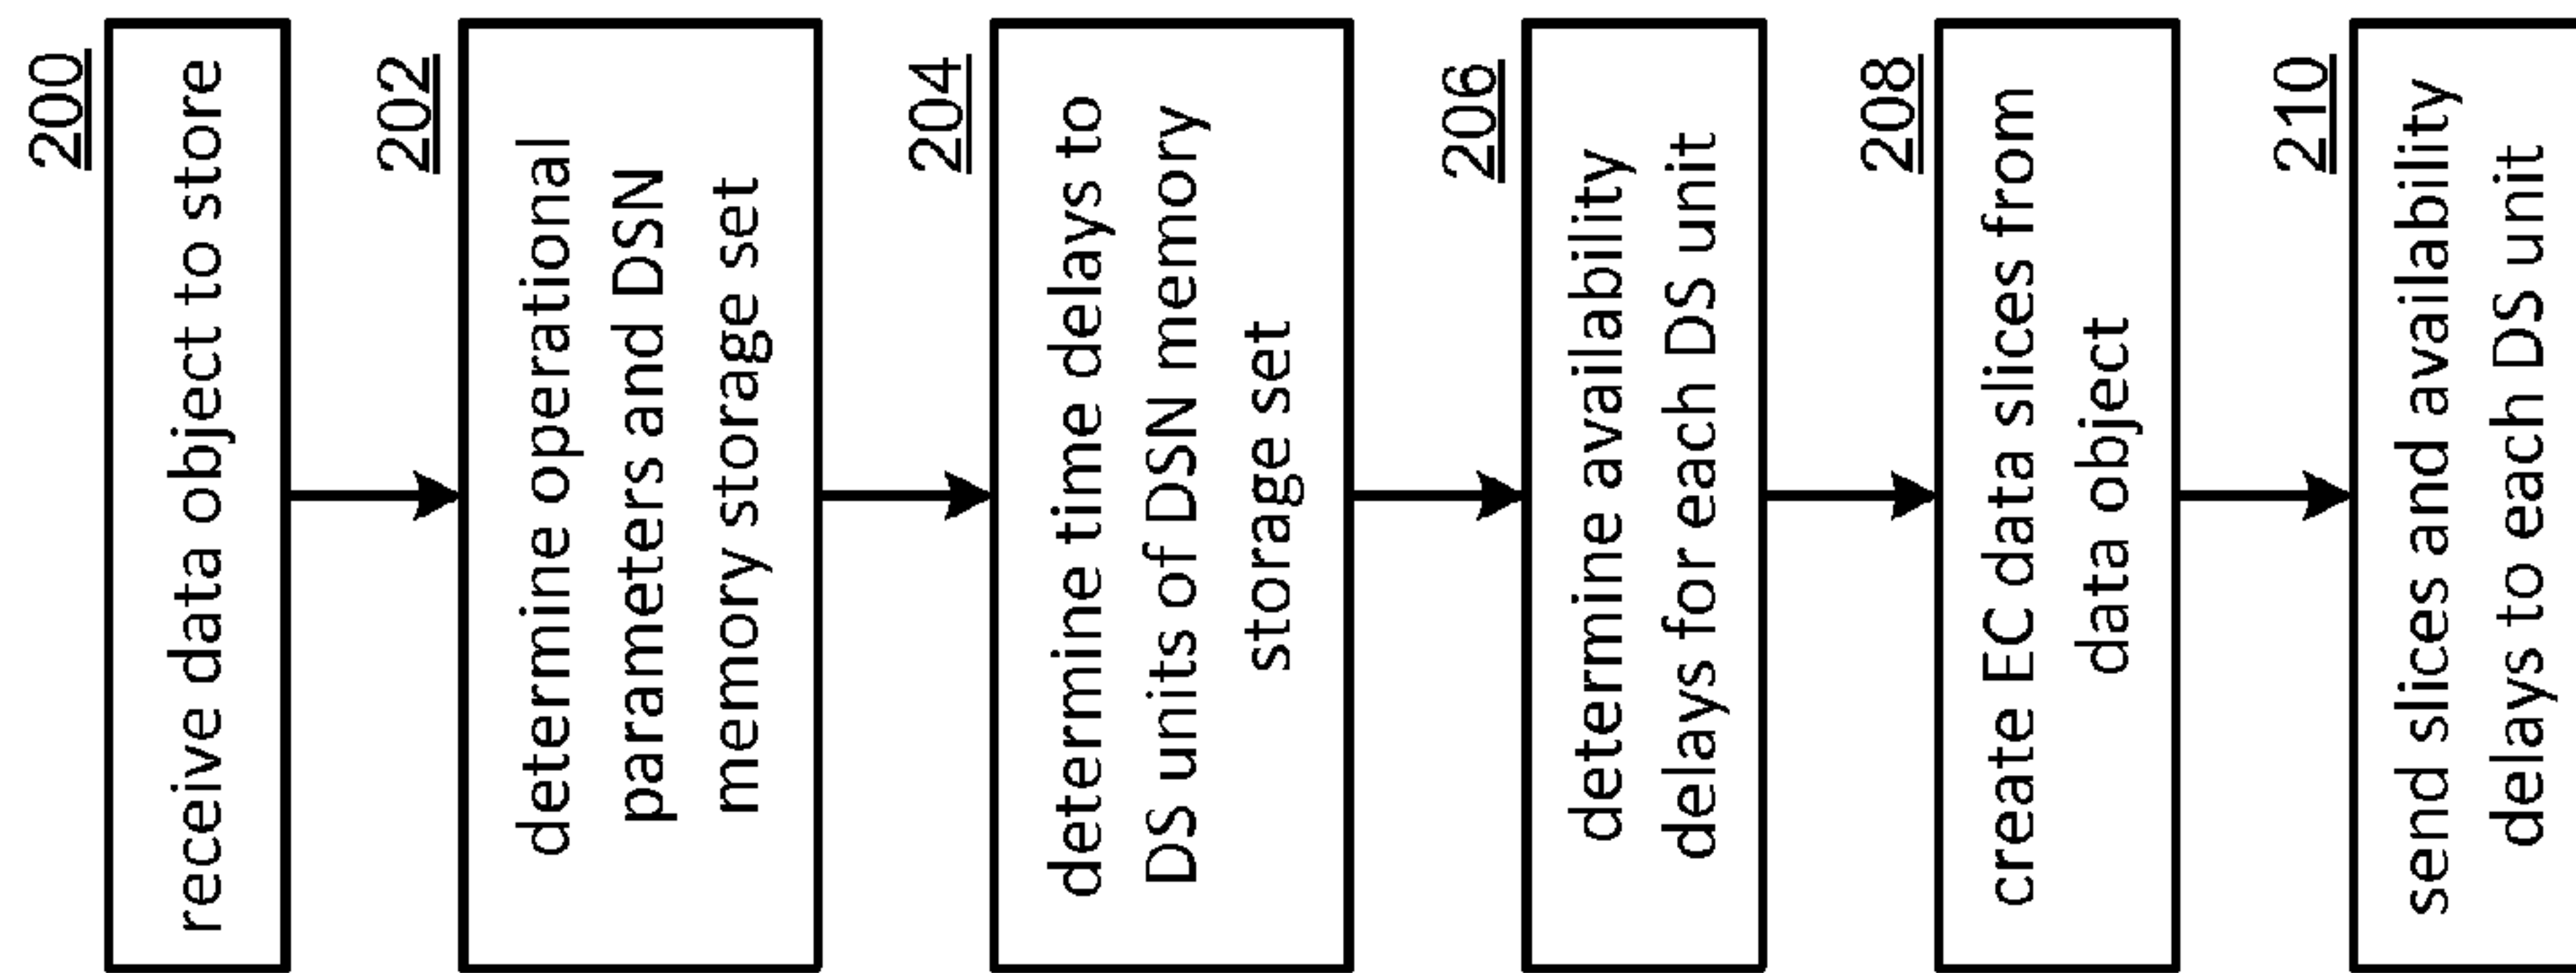 200
receive data object to store
202
determine operational
parameters and DSN
memory storage set
204
determine time delays to
DS units of DSN memory
storage set
206
determine availability
delays for each DS unit
208
create EC data slices from
data object
210
send slices and availability
delays to each DS unit